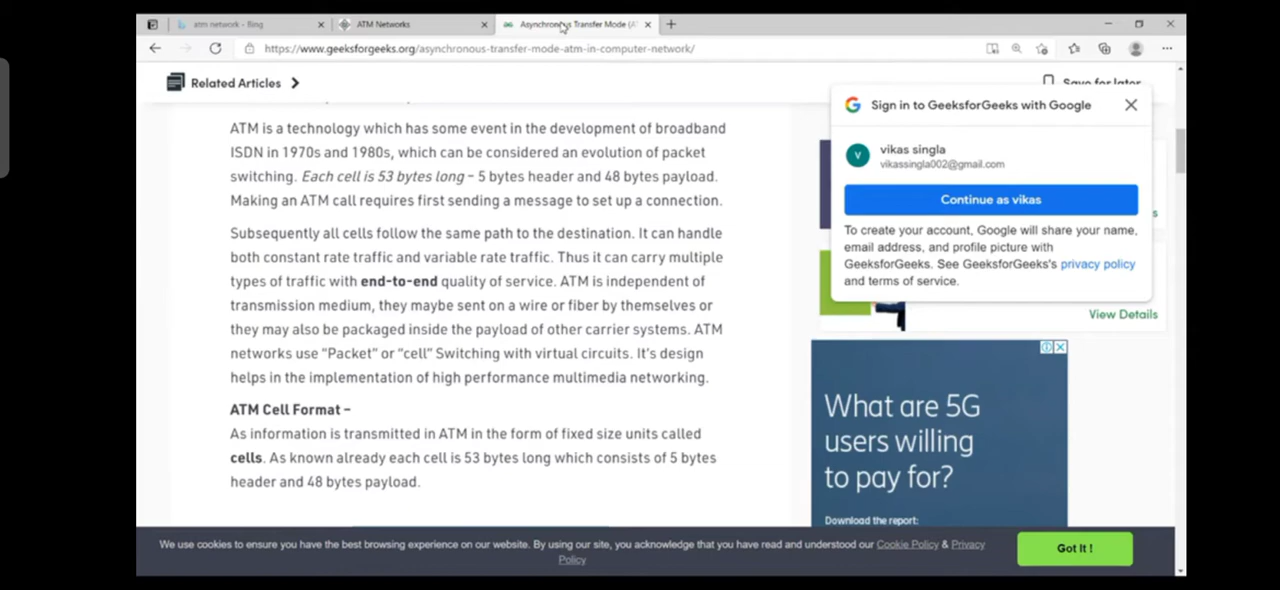 atm network - Bing
ATM Networks
Asynchronous Transfer Mode (AT
https://www.geeksforgeeks.org/asynchronous-transfer-mode-atm-in-computer-network/
Related Articles
Save for later
ATM is a technology which has some event in the development of broadband
ISDN in 1970s and 1980s, which can be considered an evolution of packet
switching. Each cell is 53 bytes long – 5 bytes header and 48 bytes payload.
Making an ATM call requires first sending a message to set up a connection.
Subsequently all cells follow the same path to the destination. It can handle
both constant rate traffic and variable rate traffic. Thus it can carry multiple
types of traffic with end-to-end quality of service. ATM is independent of
transmission medium, they maybe sent on a wire or fiber by themselves or
they may also be packaged inside the payload of other carrier systems. ATM
networks use “Packet” or “cell” Switching with virtual circuits. It’s design
helps in the implementation of high performance multimedia networking.
ATM Cell Format –
As information is transmitted in ATM in the form of fixed size units called
cells. As known already each cell is 53 bytes long which consists of 5 bytes
header and 48 bytes payload.
Sign in to GeeksforGeeks with Google
V
vikas singla
vikassingla002@gmail.com
Continue as vikas
To create your account, Google will share your name,
email address, and profile picture with
GeeksforGeeks. See GeeksforGeeks's privacy policy
and terms of service.
View Details
What are 5G
users willing
to pay for?
Download the report:
We use cookies to ensure you have the best browsing experience on our website. By using our site, you acknowledge that you have read and understood our Cookie Policy & Privacy
Policy
Got It !